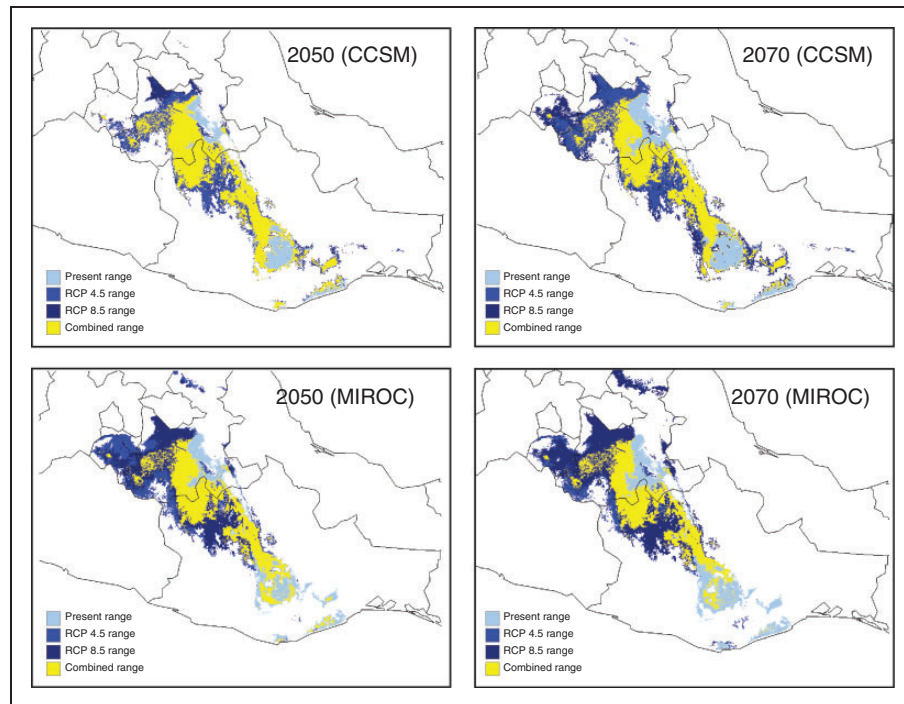 2050 (CCSM)
Present range
RCP 4.5 range
RCP 8.5 range
Combined range
2070 (CCSM)
Present range
RCP 4.5 range
RCP 8.5 range
Combined range
2050 (MIROC)
Present range
RCP 4.5 range
RCP 8.5 range
Combined range
2070 (MIROC)
Present range
RCP 4.5 range
RCP 8.5 range
Combined range